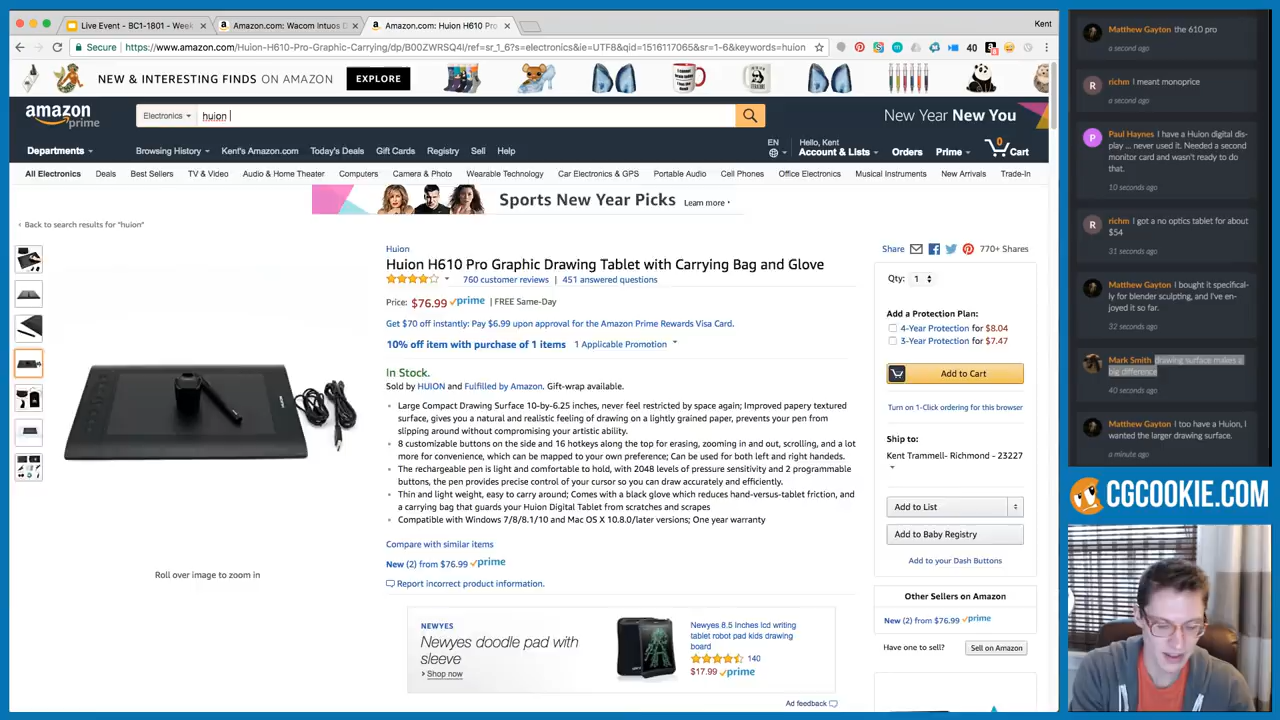 Live Event - BC1-1801 - Week
Amazon.com: Wacom Intuos D
Amazon.com: Huion H610 Pro
Kent
Secure
https://www.amazon.com/Huion-H610-Pro-Graphic-Carrying/dp/B00ZWRSQ4I/ref=sr_1_6?s=electronics&ie=UTF8&qid=1516117065&sr=1-6&keywords=huion
40
NEW & INTERESTING FINDS ON AMAZON
EXPLORE
amazon
prime
Electronics
huion
New Year New You
Departments
Browsing History
Kent's Amazon.com
Today's Deals
Gift Cards
Registry
Sell
Help
EN
Hello, Kent
Account & Lists
Orders
Prime
0
Cart
All Electronics
Deals
Best Sellers
TV & Video
Audio & Home Theater
Computers
Camera & Photo
Wearable Technology
Car Electronics & GPS
Portable Audio
Cell Phones
Office Electronics
Musical Instruments
New Arrivals
Trade-In
Sports New Year Picks
Learn more ›
‹ Back to search results for "huion"
Roll over image to zoom in
Huion
Huion H610 Pro Graphic Drawing Tablet with Carrying Bag and Glove
760 customer reviews | 451 answered questions
Price: $76.99 prime | FREE Same-Day
Get $70 off instantly: Pay $6.99 upon approval for the Amazon Prime Rewards Visa Card.
10% off item with purchase of 1 items
1 Applicable Promotion
In Stock.
Sold by HUION and Fulfilled by Amazon. Gift-wrap available.
• Large Compact Drawing Surface 10-by-6.25 inches, never feel restricted by space again; Improved papery textured
surface, gives you a natural and realistic feeling of drawing on a lightly grained paper, prevents your pen from
slipping around without compromising your artistic ability.
• 8 customizable buttons on the side and 16 hotkeys along the top for erasing, zooming in and out, scrolling, and a lot
more for convenience, which can be mapped to your own preference; Can be used for both left and right handeds.
• The rechargeable pen is light and comfortable to hold, with 2048 levels of pressure sensitivity and 2 programmable
buttons, the pen provides precise control of your cursor so you can draw accurately and efficiently.
• Thin and light weight, easy to carry around; Comes with a black glove which reduces hand-versus-tablet friction, and
a carrying bag that guards your Huion Digital Tablet from scratches and scrapes
• Compatible with Windows 7/8/8.1/10 and Mac OS X 10.8.0/later versions; One year warranty
Compare with similar items
New (2) from $76.99 prime
Report incorrect product information.
NEWYES
Newyes doodle pad with
sleeve
› Shop now
Newyes 8.5 Inches lcd writing
tablet robot pad kids drawing
board
140
$17.99 prime
Ad feedback
Share
770+ Shares
Qty: 1
Add a Protection Plan:
4-Year Protection for $8.04
3-Year Protection for $7.47
Add to Cart
Turn on 1-Click ordering for this browser
Ship to:
Kent Trammell- Richmond - 23227
Add to List
Add to Baby Registry
Add to your Dash Buttons
Other Sellers on Amazon
New (2) from $76.99 prime
Have one to sell?
Sell on Amazon
Matthew Gayton the 610 pro
a second ago
R
richm I meant monoprice
a second ago
P
Paul Haynes I have a Huion digital dis-
play ... never used it. Needed a second
monitor card and wasn't ready to do
that.
10 seconds ago
R
richm I got a no optics tablet for about
$54
31 seconds ago
Matthew Gayton I bought it specifical-
ly for blender sculpting, and I've en-
joyed it so far.
32 seconds ago
Mark Smith drawing surface makes a
big difference
40 seconds ago
Matthew Gayton I too have a Huion, I
wanted the larger drawing surface.
a minute ago
CGCOOKIE.COM